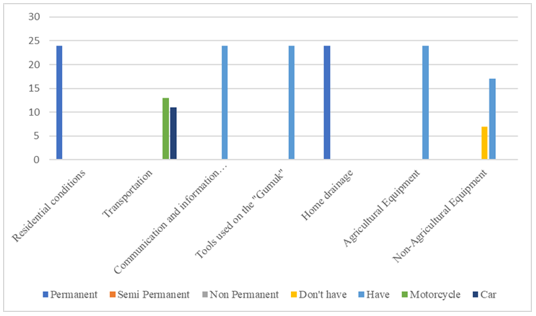 30
25
20
15
10
5
0
Residential conditions
Transportation
Communication and information…
Tools used on the "Gumuk"
Home drainage
Agricultural Equipment
Non-Agricultural Equipment
Permanent Semi Permanent Non Permanent Don't have Have Motorcycle Car